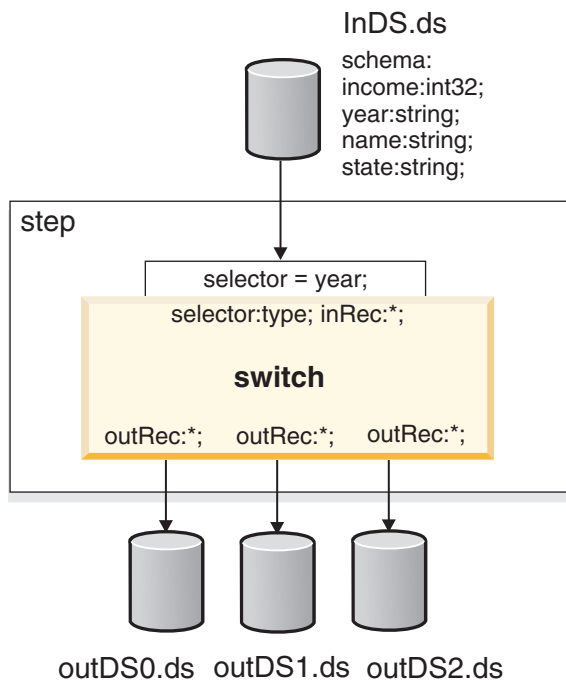 InDS.ds
schema:
income:int32;
year:string;
name:string;
state:string;
step
selector = year;
selector:type; inRec:*;
switch
outRec:*; outRec:*; outRec:*;
outDS0.ds outDS1.ds outDS2.ds